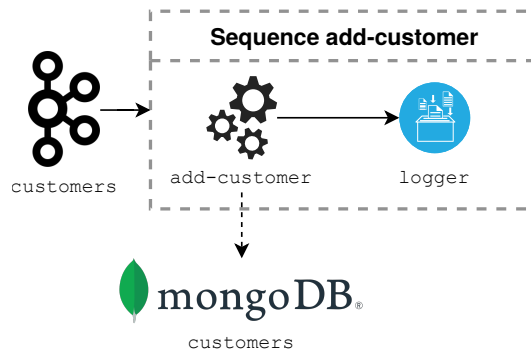 Sequence add-customer
customers
add-customer
logger
mongoDB®
customers